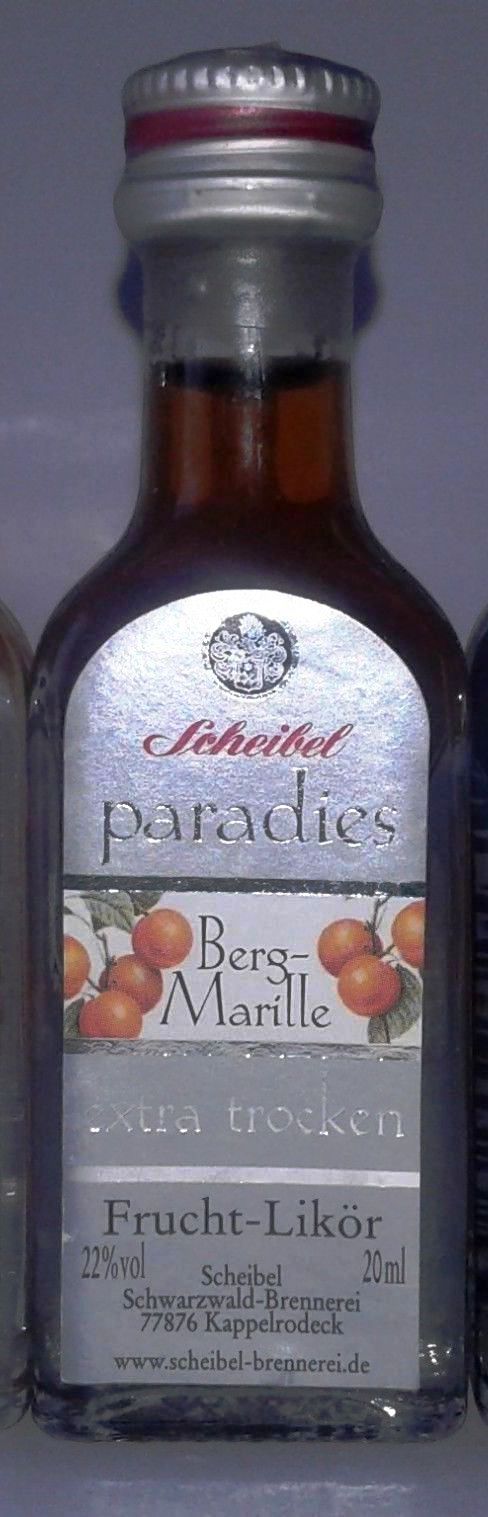 Scheibel
paradies
Berg-
Marille
extra trocken
Frucht-Likör
22%vol
20ml
Scheibel
Schwarzwald-Brennerei
77876 Kappelrodeck
www.scheibel-brennerei.de